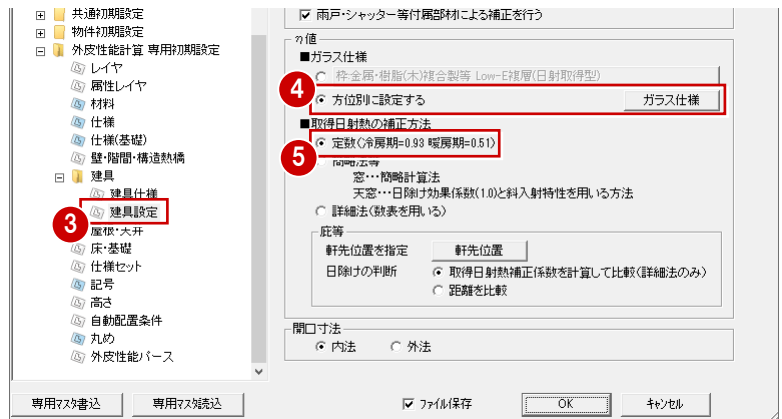 共通初期設定
物件初期設定
外皮性能計算 専用初期設定
レイヤ
属性レイヤ
材料
仕様
仕様(基礎)
壁・階間・構造熱橋
建具
建具仕様
3
建具設定
屋根・天井
床・基礎
仕様セット
記号
高さ
自動配置条件
丸め
外皮性能パース
雨戸・シャッター等付属部材による補正を行う
η値
■ガラス仕様
枠-金属・樹脂(木)複合製等 Low-E複層(日射取得型)
4
方位別に設定する ガラス仕様
■取得日射熱の補正方法
5
定数(冷房期=0.93 暖房期=0.51)
簡略法等
窓・・・簡略計算法
天窓・・・日除け効果係数(1.0)と斜入射特性を用いる方法
詳細法(数表を用いる)
庇等
軒先位置を指定 軒先位置
日除けの判断 取得日射熱補正係数を計算して比較(詳細法のみ)
距離を比較
開口寸法
内法 外法
専用マスタ書込 専用マスタ読込 ファイル保存 OK キャンセル